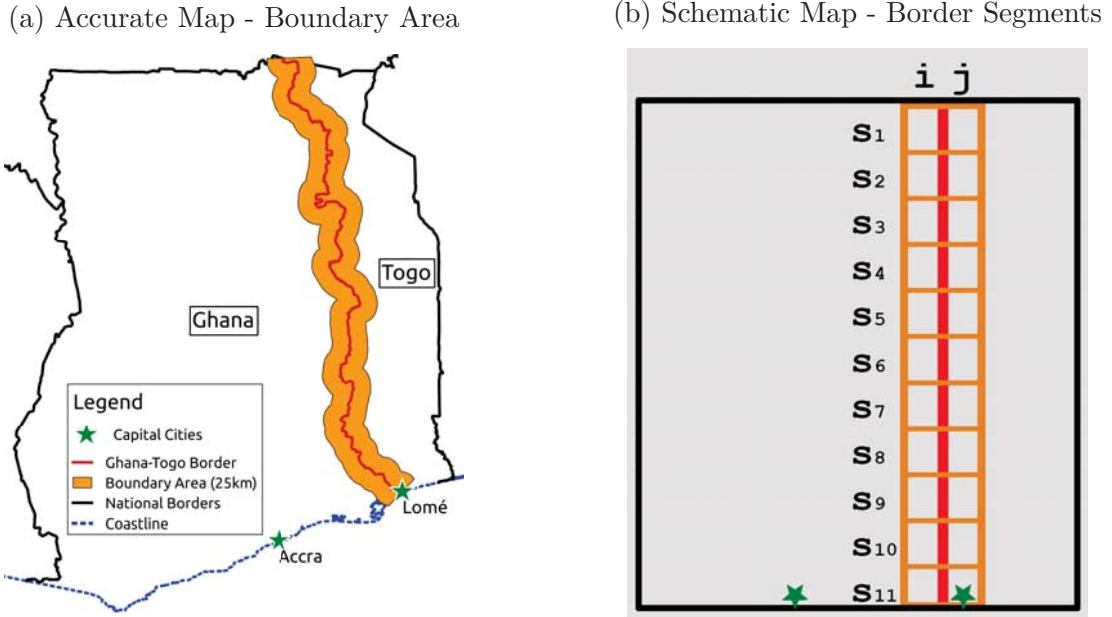 (a) Accurate Map - Boundary Area
Ghana
Togo
Legend
Capital Cities
Ghana-Togo Border
Boundary Area (25km)
National Borders
Coastline
Lomé
Accra
(b) Schematic Map - Border Segments
i j
S1
S2
S3
S4
S5
S6
S7
S8
S9
S10
S11